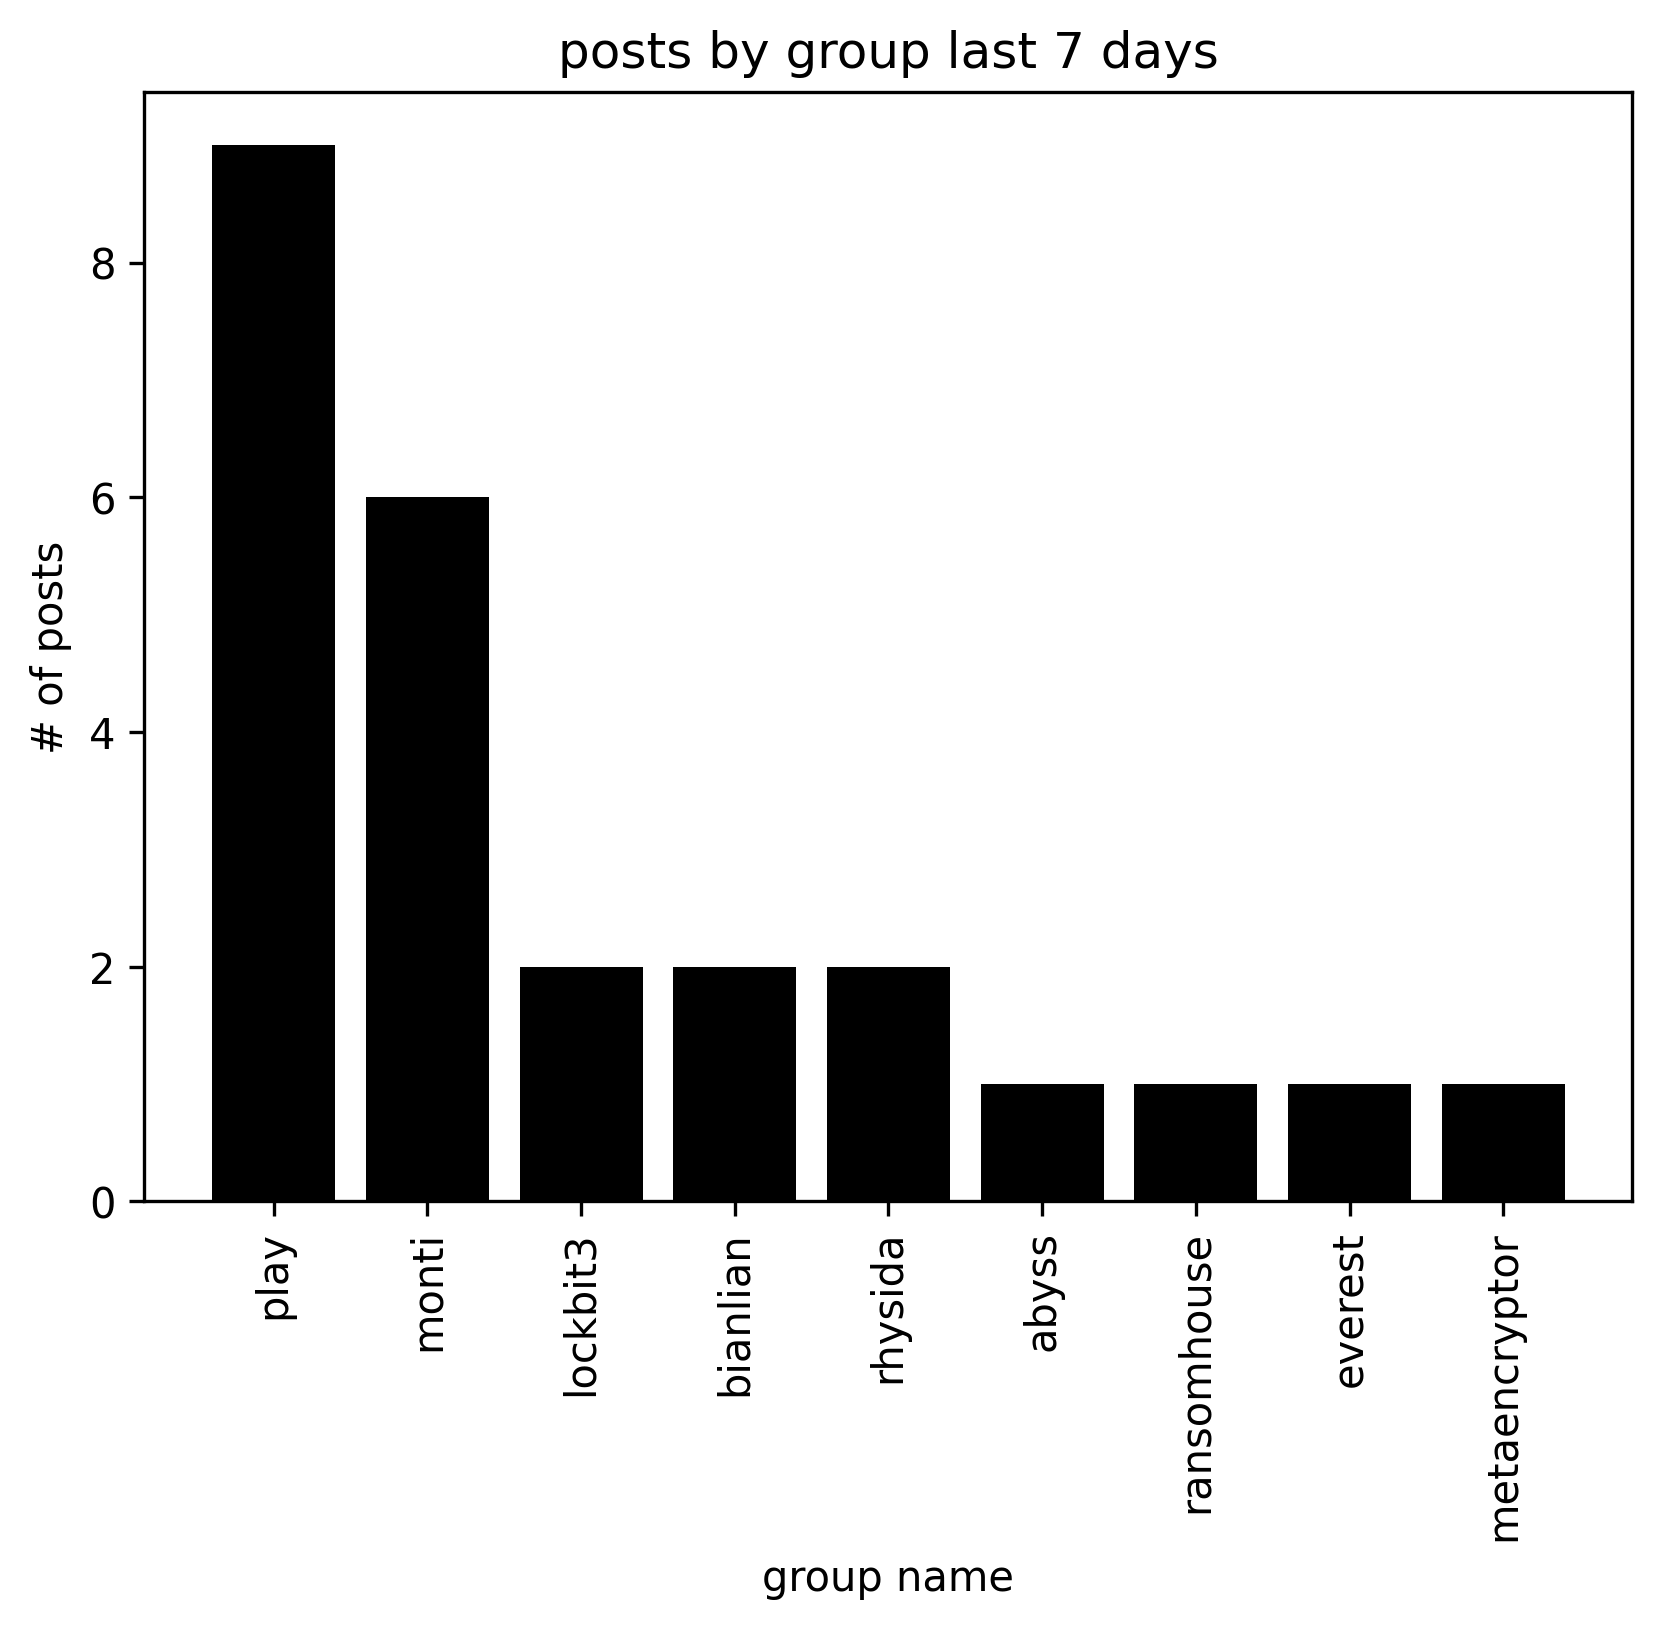 posts by group last 7 days
# of posts
8
6
4
2
0
play
monti
lockbit3
bianlian
rhysida
abyss
ransomhouse
everest
metaencryptor
group name